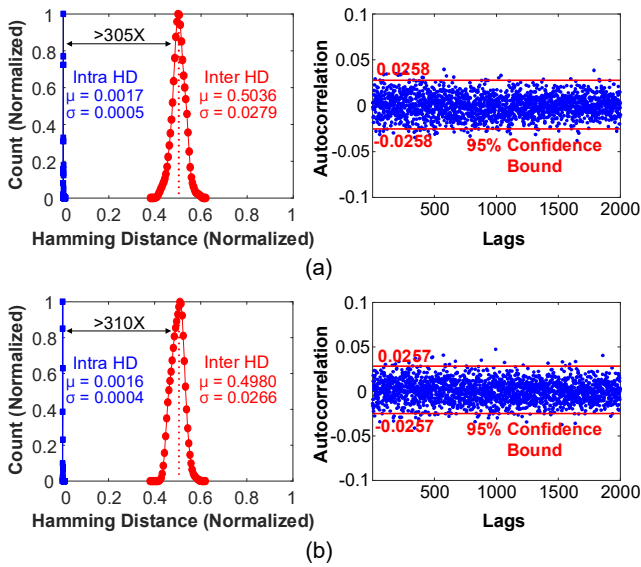 1
0.8
0.6
0.4
0.2
0
Count (Normalized)
>305X
Intra HD
μ = 0.0017
σ = 0.0005
Inter HD
μ = 0.5036
σ = 0.0279
0 0.2 0.4 0.6 0.8 1
Hamming Distance (Normalized)
0.1
0.05
0
-0.05
-0.1
Autocorrelation
0.0258
-0.0258
95% Confidence
Bound
500 1000 1500 2000
Lags
(a)
1
0.8
0.6
0.4
0.2
0
Count (Normalized)
>310X
Intra HD
μ = 0.0016
σ = 0.0004
Inter HD
μ = 0.4980
σ = 0.0266
0 0.2 0.4 0.6 0.8 1
Hamming Distance (Normalized)
0.1
0.05
0
-0.05
-0.1
Autocorrelation
0.0257
-0.0257
95% Confidence
Bound
500 1000 1500 2000
Lags
(b)